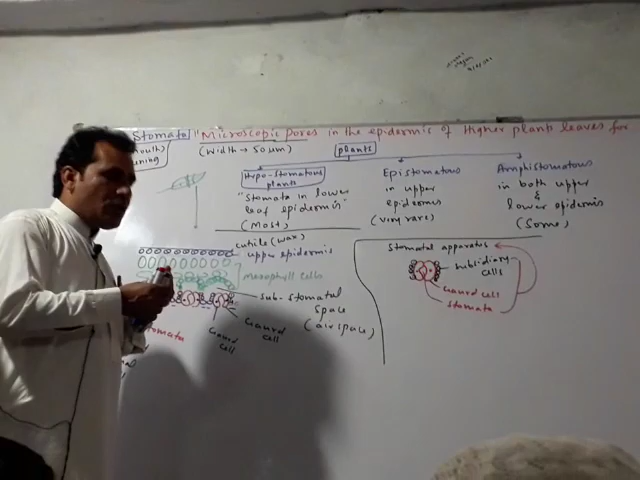 Stomata "Microscopic pores in the epidermis of Higher plants leaves for
(Width → 50um)
plants
Hypo-Stomatous
plants
"Stomata in lower
leaf epidermis"
(Most)
Epistomatous
in upper
epidermis
(very rare)
Amphistomatous
in both upper
&
lower epidermis
(Some)
cuticle (wax)
upper epidermis
Mesophyll cells
Sub-stomatal
space
(air space)
Guard
cell
Guard
cell
Stomatal apparatus
subsidiary
cells
Guard cell
Stomata